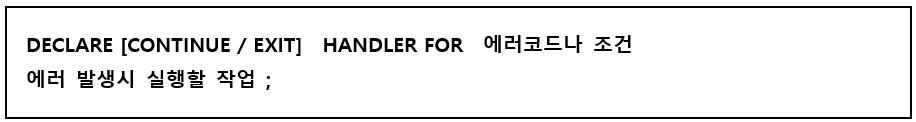 DECLARE [CONTINUE / EXIT] HANDLER FOR 에러코드나 조건
에러 발생시 실행할 작업 ;